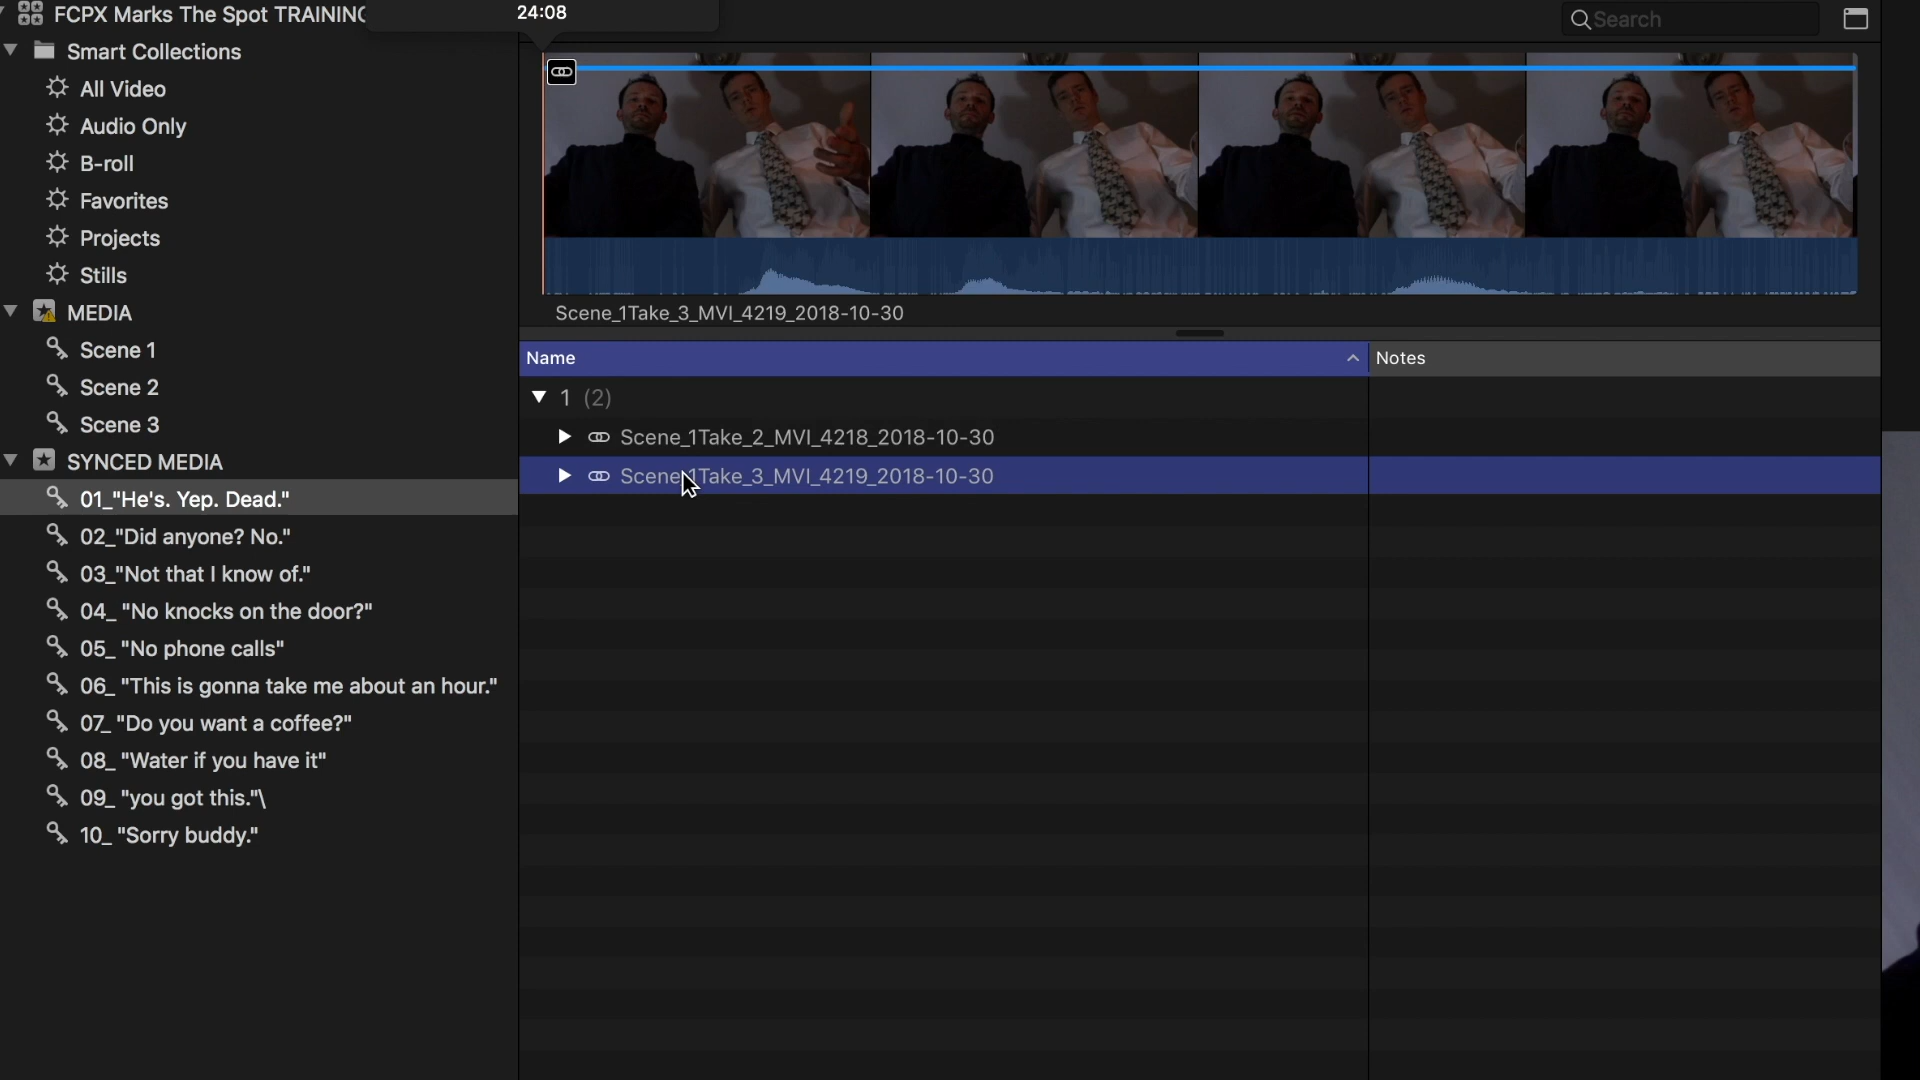 FCPX Marks The Spot TRAINING
24:08
Search
Smart Collections
All Video
Audio Only
B-roll
Favorites
Projects
Stills
MEDIA
Scene 1
Scene 2
Scene 3
SYNCED MEDIA
01_"He's. Yep. Dead."
02_"Did anyone? No."
03_"Not that I know of."
04_ "No knocks on the door?"
05_ "No phone calls"
06_ "This is gonna take me about an hour."
07_ "Do you want a coffee?"
08_ "Water if you have it"
09_ "you got this."\
10_ "Sorry buddy."
Scene_1Take_3_MVI_4219_2018-10-30
Name
Notes
1 (2)
Scene_1Take_2_MVI_4218_2018-10-30
Scene_1Take_3_MVI_4219_2018-10-30